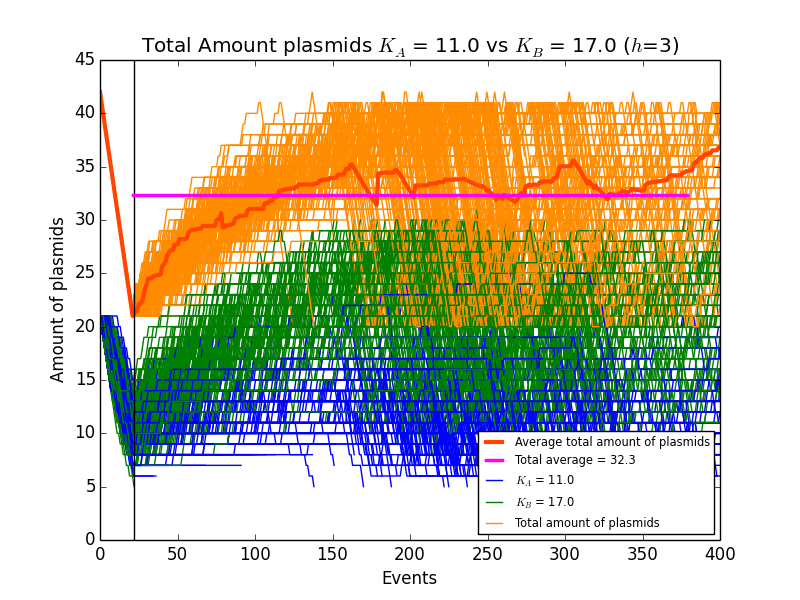 Total Amount plasmids K_A = 11.0 vs K_B = 17.0 (h=3)
45
40
35
30
25
20
15
10
5
0
Amount of plasmids
0 50 100 150 200 250 300 350 400
Events
Average total amount of plasmids
Total average = 32.3
K_A = 11.0
K_B = 17.0
Total amount of plasmids